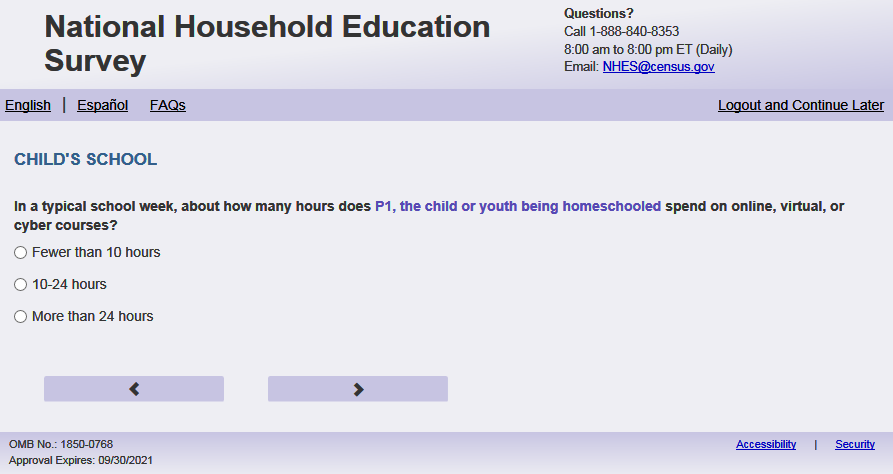 National Household Education
Survey
Questions?
Call 1-888-840-8353
8:00 am to 8:00 pm ET (Daily)
Email: NHES@census.gov
English | Español FAQs Logout and Continue Later
CHILD'S SCHOOL
In a typical school week, about how many hours does P1, the child or youth being homeschooled spend on online, virtual, or
cyber courses?
Fewer than 10 hours
10-24 hours
More than 24 hours
OMB No.: 1850-0768
Approval Expires: 09/30/2021
Accessibility | Security